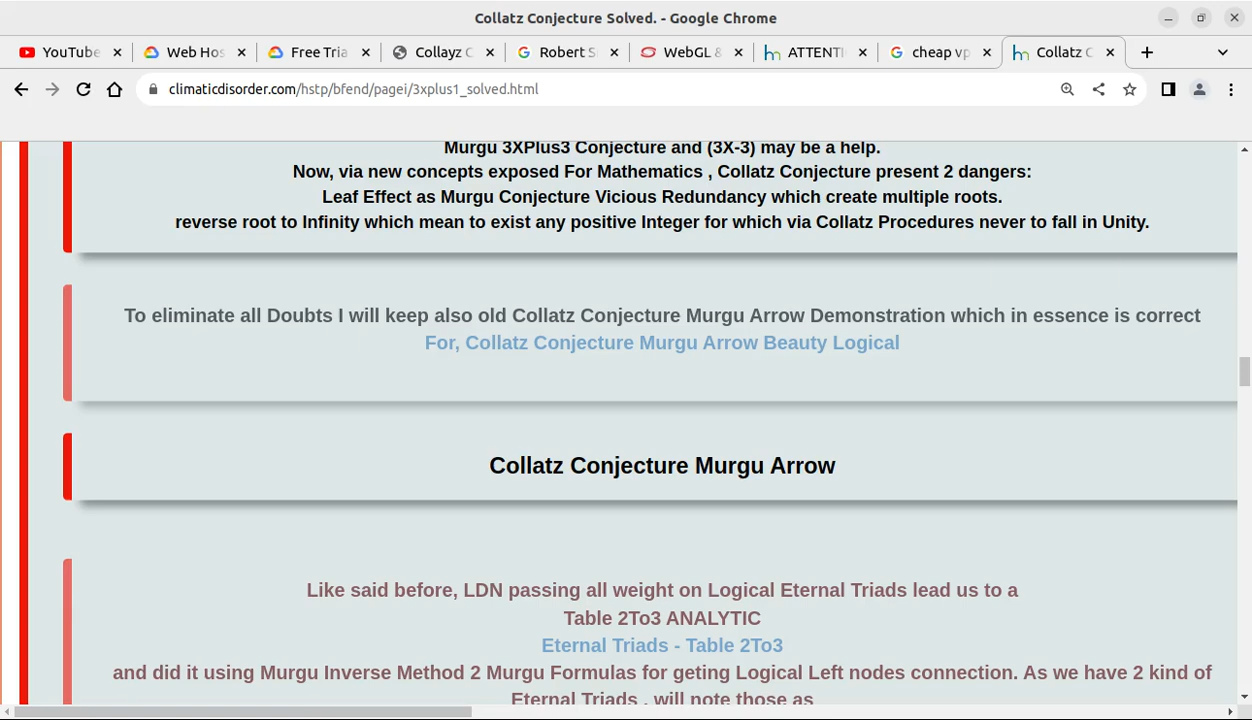 Collatz Conjecture Solved. - Google Chrome
YouTube Web Hos Free Tria Collayz C Robert S WebGL & ATTENTI cheap vp Collatz C
climaticdisorder.com/hstp/bfend/pagei/3xplus1_solved.html
Murgu 3XPlus3 Conjecture and (3X-3) may be a help.
Now, via new concepts exposed For Mathematics , Collatz Conjecture present 2 dangers:
Leaf Effect as Murgu Conjecture Vicious Redundancy which create multiple roots.
reverse root to Infinity which mean to exist any positive Integer for which via Collatz Procedures never to fall in Unity.
To eliminate all Doubts I will keep also old Collatz Conjecture Murgu Arrow Demonstration which in essence is correct
For, Collatz Conjecture Murgu Arrow Beauty Logical
Collatz Conjecture Murgu Arrow
Like said before, LDN passing all weight on Logical Eternal Triads lead us to a
Table 2To3 ANALYTIC
Eternal Triads - Table 2To3
and did it using Murgu Inverse Method 2 Murgu Formulas for geting Logical Left nodes connection. As we have 2 kind of
Eternal Triads , will note those as